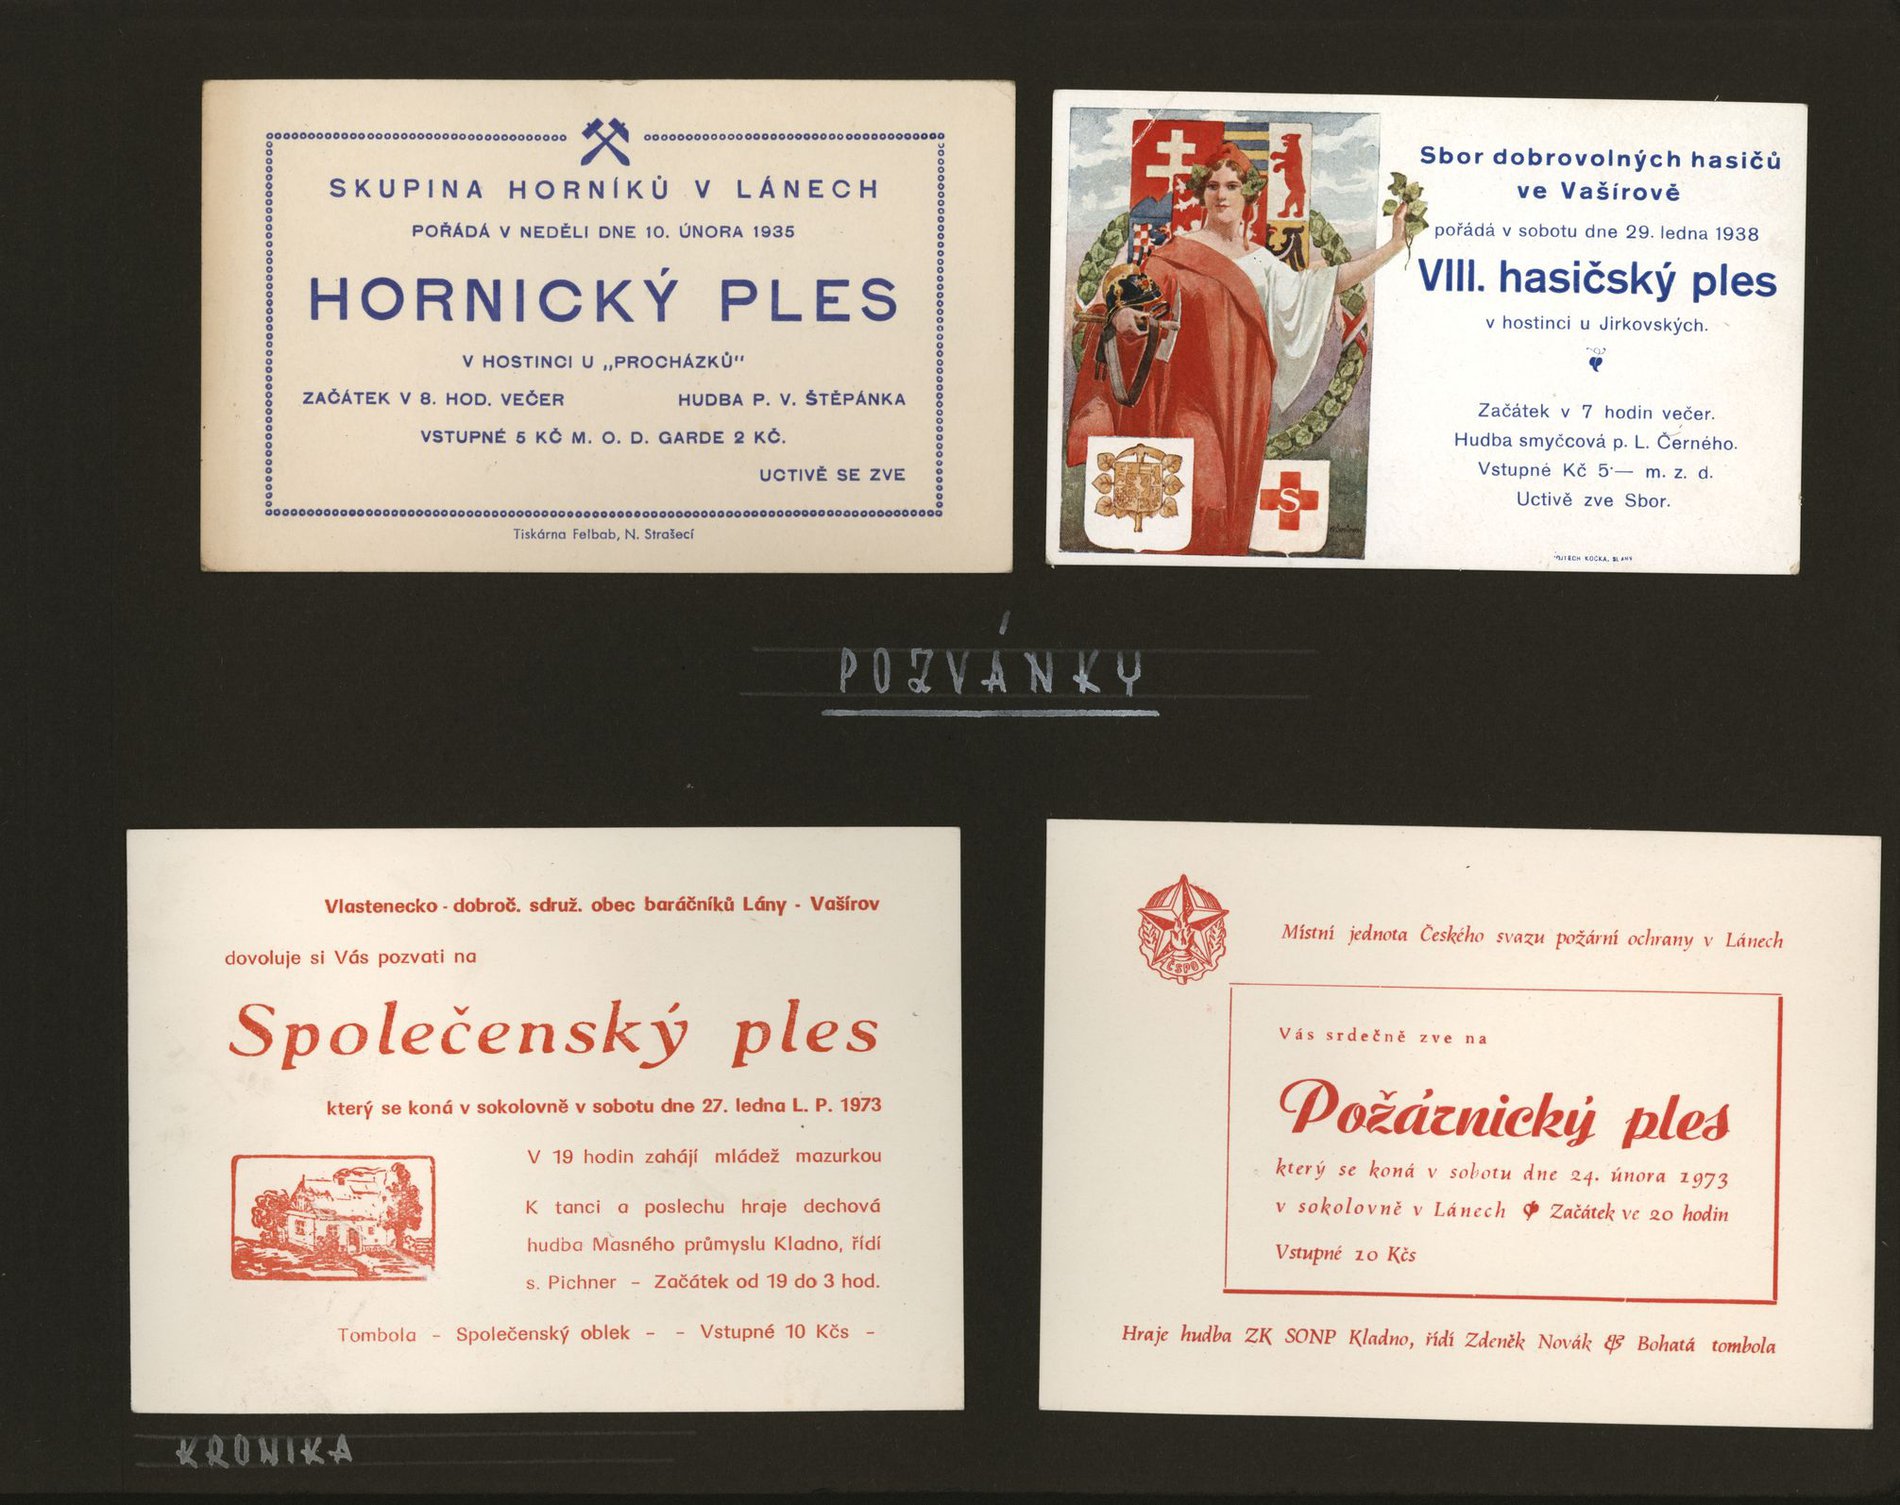 SKUPINA HORNÍKŮ V LÁNECH
POŘÁDÁ V NEDĚLI DNE 10. ÚNORA 1935
HORNICKÝ PLES
V HOSTINCI U „PROCHÁZKŮ"
ZAČÁTEK V 8. HOD. VEČER HUDBA P. V. ŠTĚPÁNKA
VSTUPNÉ 5 KČ M. O. D. GARDE 2 KČ.
UCTIVĚ SE ZVE
Tiskárna Felbab, N. Strašecí
Sbor dobrovolných hasičů
ve Vašírově
pořádá v sobotu dne 29. ledna 1938
VIII. hasičský ples
v hostinci u Jirkovských.
Začátek v 7 hodin večer.
Hudba smyčcová p. L. Černého.
Vstupné Kč 5·— m. z. d.
Uctivě zve Sbor.
KOČKA, SLANÝ
S
POZVÁNKY
Vlastenecko - dobroč. sdruž. obec baráčníků Lány - Vašírov
dovoluje si Vás pozvati na
Společenský ples
který se koná v sokolovně v sobotu dne 27. ledna L. P. 1973
V 19 hodin zahájí mládež mazurkou
K tanci a poslechu hraje dechová
hudba Masného průmyslu Kladno, řídí
s. Pichner - Začátek od 19 do 3 hod.
Tombola - Společenský oblek - - Vstupné 10 Kčs -
ČSPO
Místní jednota Českého svazu požární ochrany v Lánech
Vás srdečně zve na
Požárnický ples
který se koná v sobotu dne 24. února 1973
v sokolovně v Lánech Začátek ve 20 hodin
Vstupné 10 Kčs
Hraje hudba ZK SONP Kladno, řídí Zdeněk Novák Bohatá tombola
KRONIKA